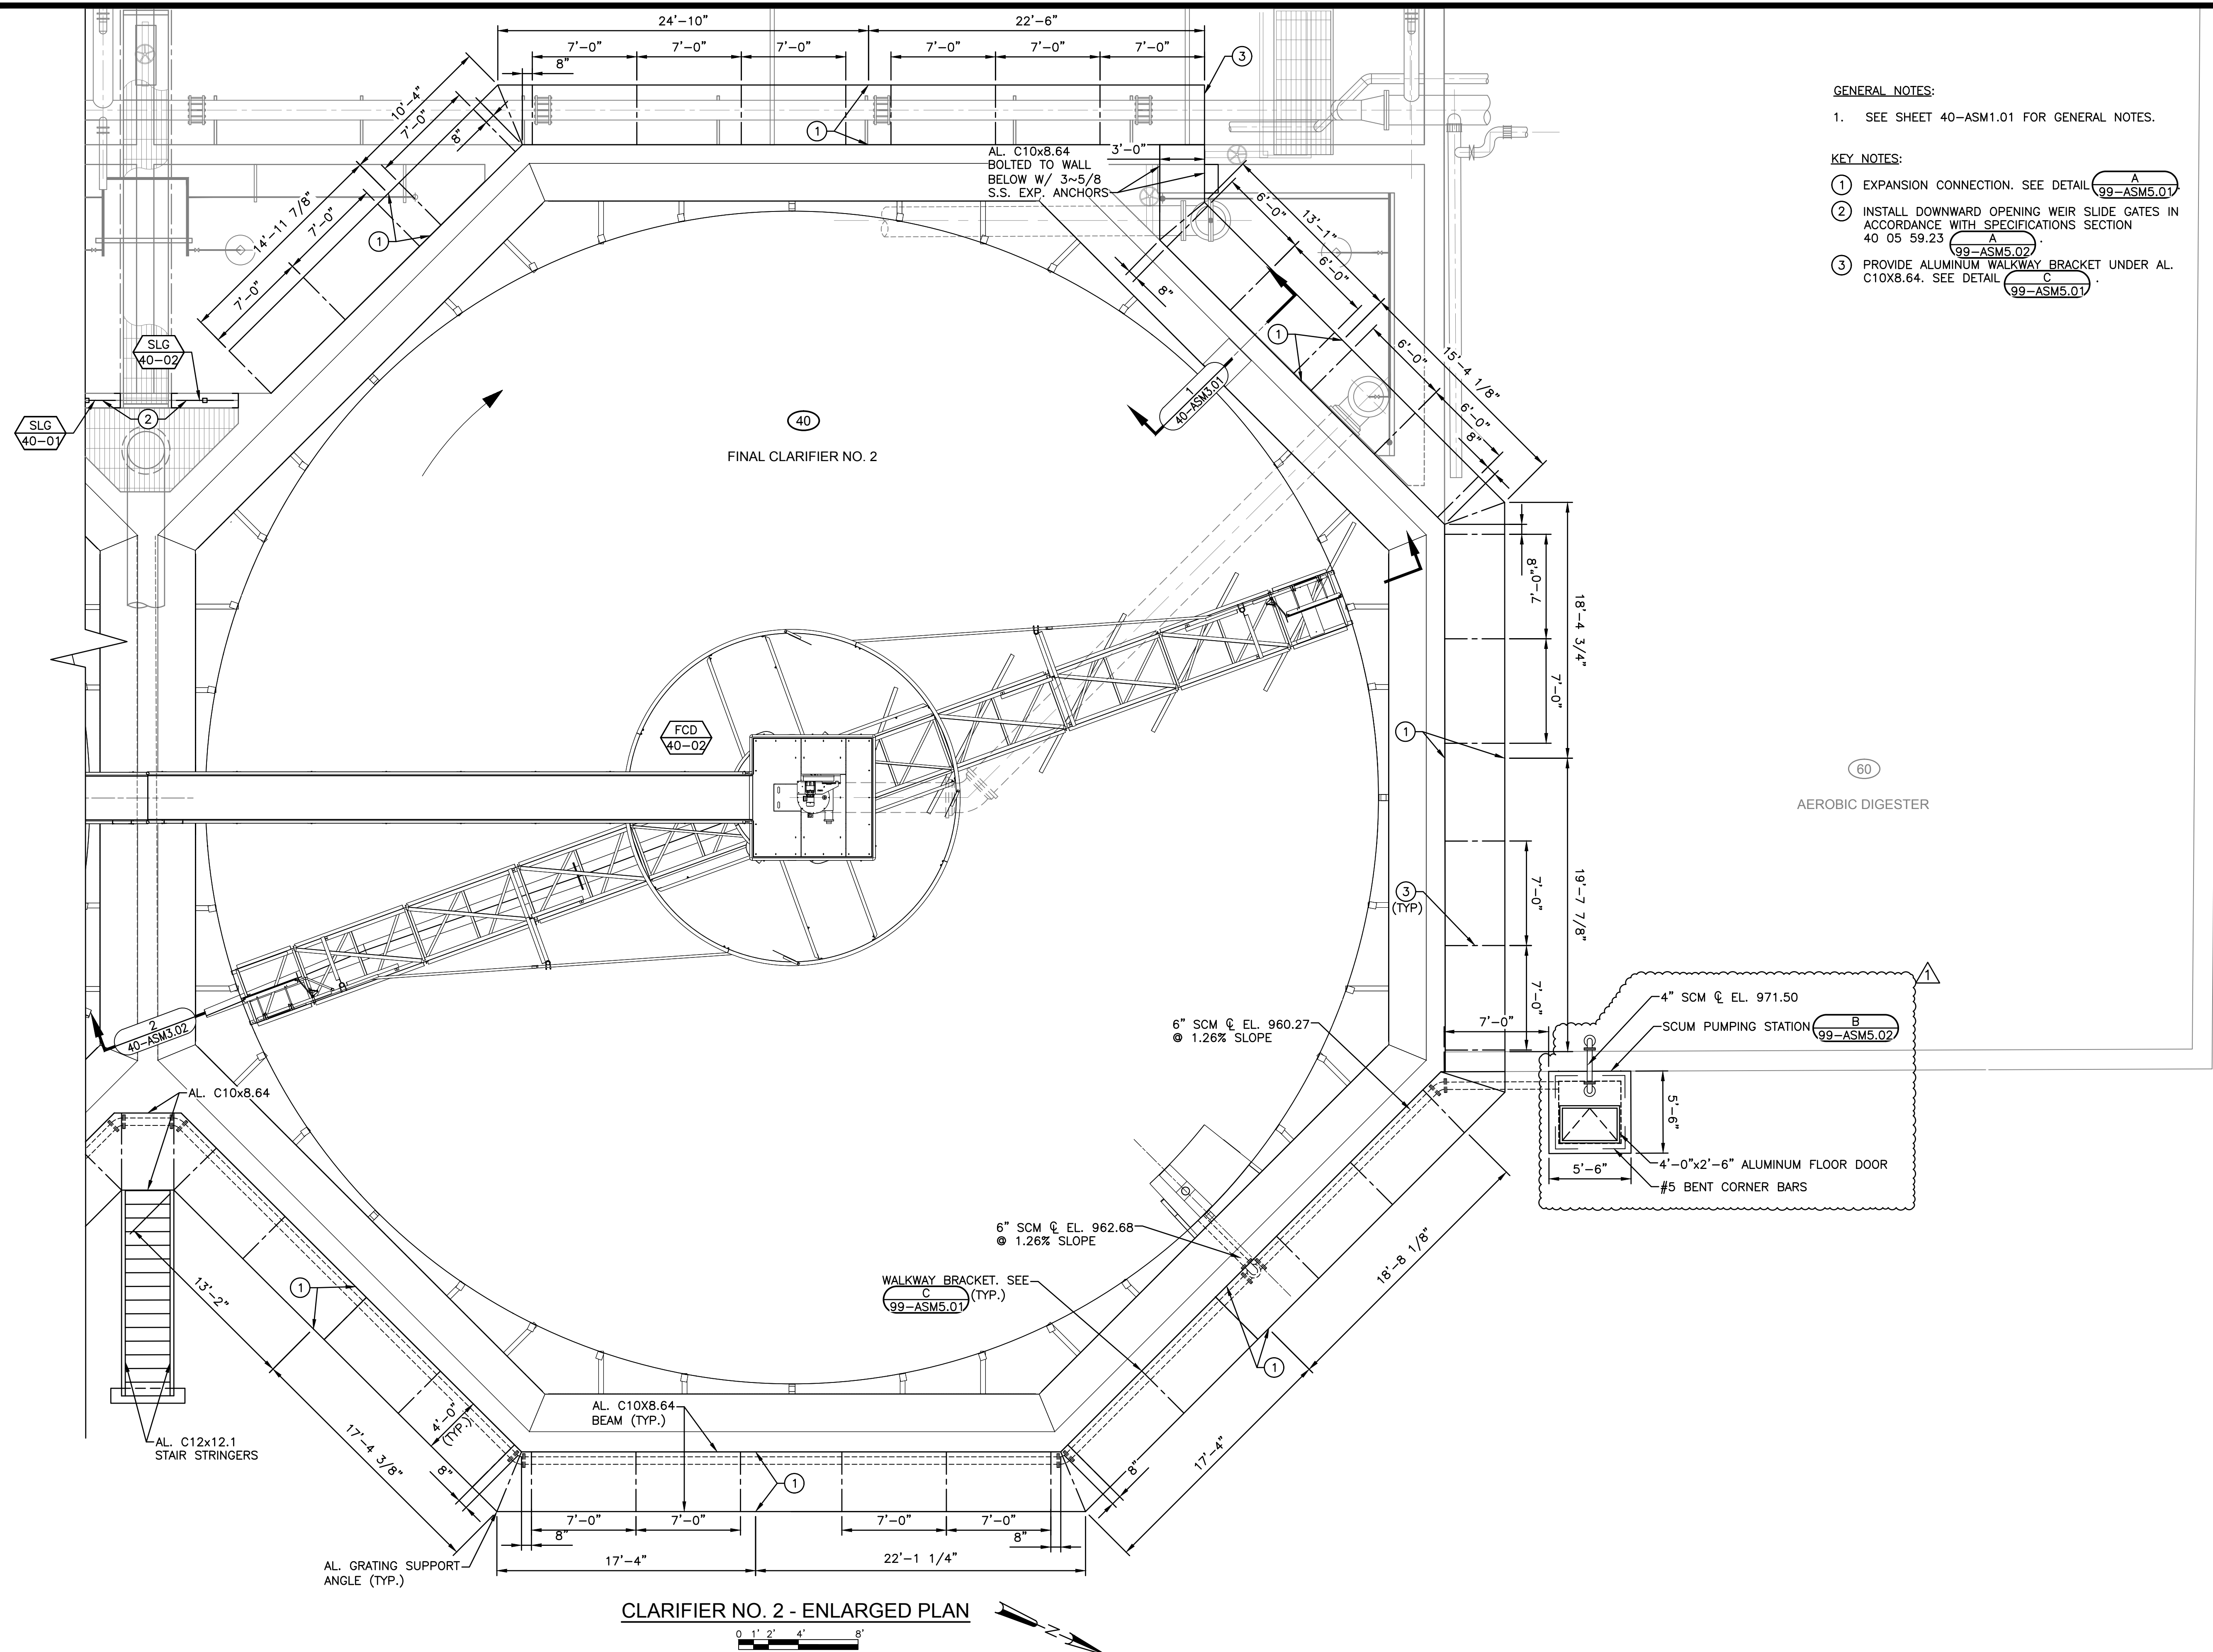 24'-10"
22'-6"
7'-0"
7'-0"
7'-0"
7'-0"
7'-0"
7'-0"
8"
3
10'-4"
7'-0"
8"
1
AL. C10x8.64
BOLTED TO WALL
BELOW W/ 3~5/8
S.S. EXP. ANCHORS
3'-0"
14'-11 7/8"
7'-0"
7'-0"
1
6'-0"
13'-1"
6'-0"
8"
1
6'-0"
15'-4 1/8"
6'-0"
8"
GENERAL NOTES:
1. SEE SHEET 40-ASM1.01 FOR GENERAL NOTES.
KEY NOTES:
1 EXPANSION CONNECTION. SEE DETAIL A 99-ASM5.01.
2 INSTALL DOWNWARD OPENING WEIR SLIDE GATES IN
ACCORDANCE WITH SPECIFICATIONS SECTION
40 05 59.23 A 99-ASM5.02 .
3 PROVIDE ALUMINUM WALKWAY BRACKET UNDER AL.
C10X8.64. SEE DETAIL C 99-ASM5.01 .
SLG
40-02
SLG
40-01
2
40
FINAL CLARIFIER NO. 2
1
40-ASM3.01
8"
7'-0"
18'-4 3/4"
7'-0"
1
FCD
40-02
60
AEROBIC DIGESTER
3
(TYP)
7'-0"
19'-7 7/8"
7'-0"
2
40-ASM3.02
6" SCM ℄ EL. 960.27
@ 1.26% SLOPE
7'-0"
1
4" SCM ℄ EL. 971.50
SCUM PUMPING STATION B 99-ASM5.02
5'-6"
5'-6"
4'-0"x2'-6" ALUMINUM FLOOR DOOR
#5 BENT CORNER BARS
AL. C10x8.64
6" SCM ℄ EL. 962.68
@ 1.26% SLOPE
13'-2"
1
WALKWAY BRACKET. SEE
C 99-ASM5.01 (TYP.)
18'-8 1/8"
1
AL. C10X8.64
BEAM (TYP.)
4'-0"
(TYP.)
AL. C12x12.1
STAIR STRINGERS
17'-4 3/8"
8"
1
8"
17'-4"
7'-0"
7'-0"
7'-0"
7'-0"
8"
8"
17'-4"
22'-1 1/4"
AL. GRATING SUPPORT
ANGLE (TYP.)
CLARIFIER NO. 2 - ENLARGED PLAN
N
0 1' 2' 4' 8'